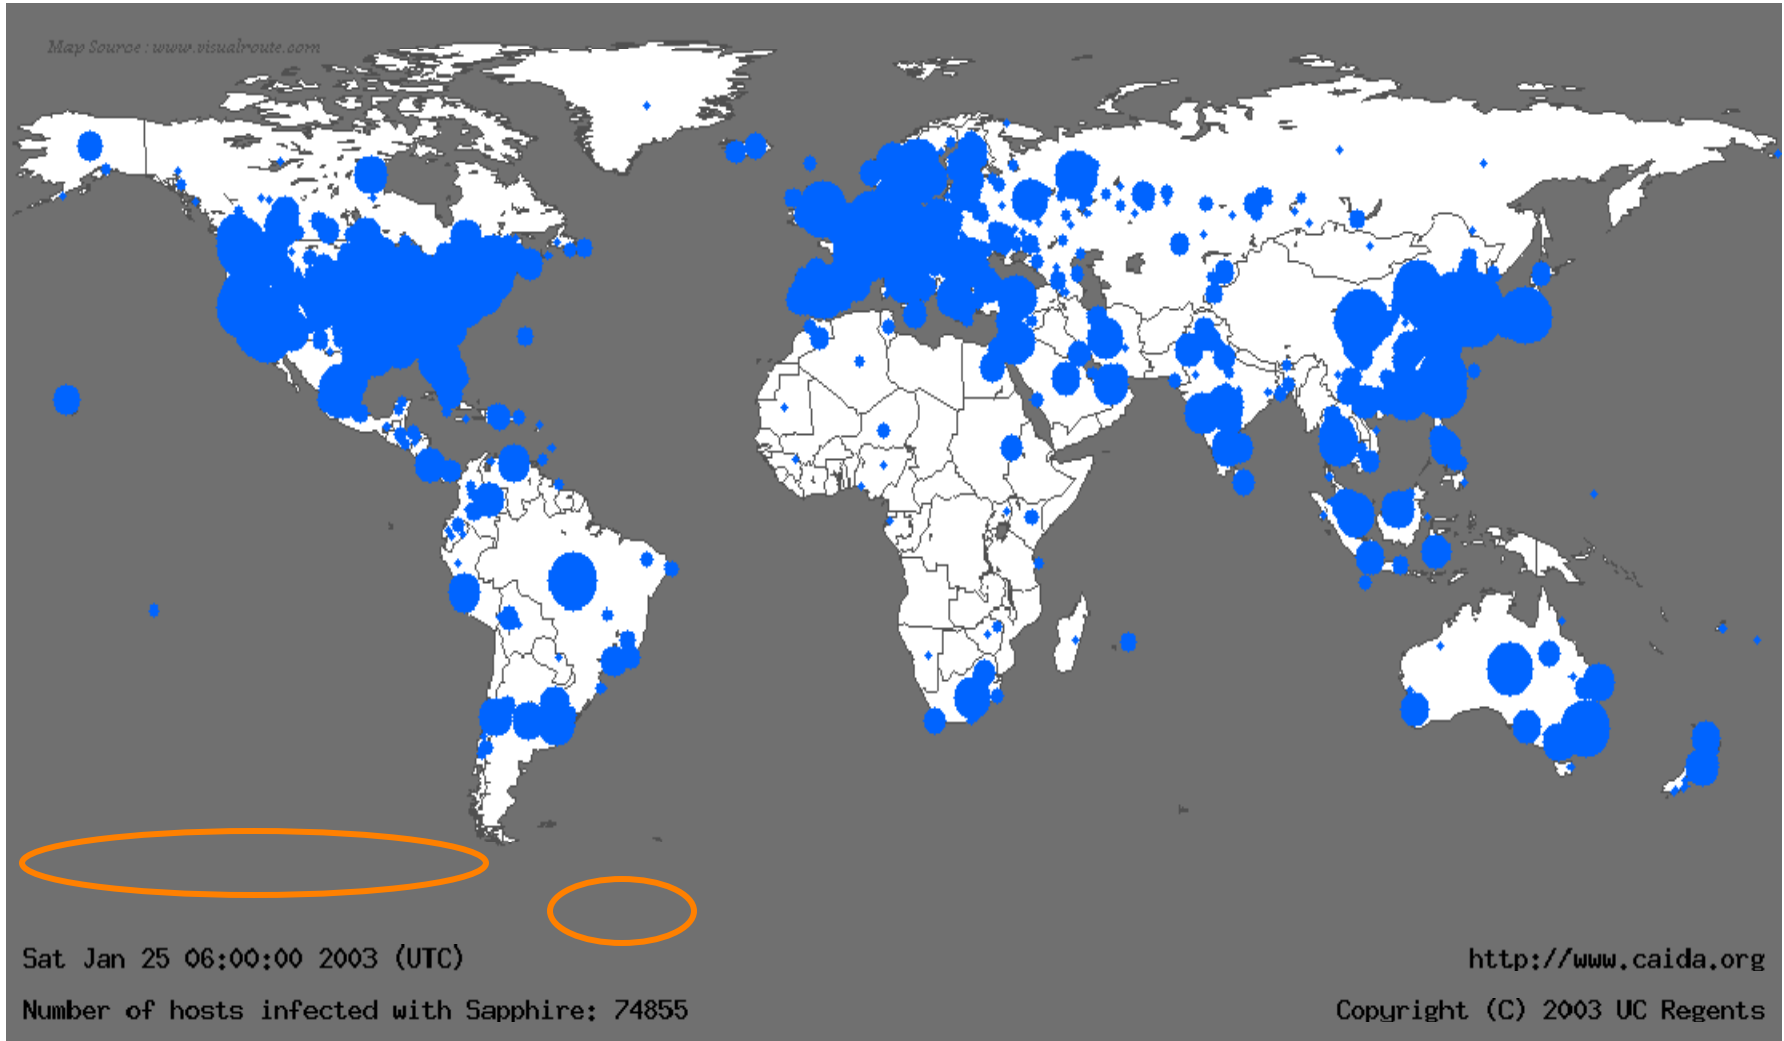 Map Source : www.visualroute.com
Sat Jan 25 06:00:00 2003 (UTC)
http://www.caida.org
Number of hosts infected with Sapphire: 74855
Copyright (C) 2003 UC Regents